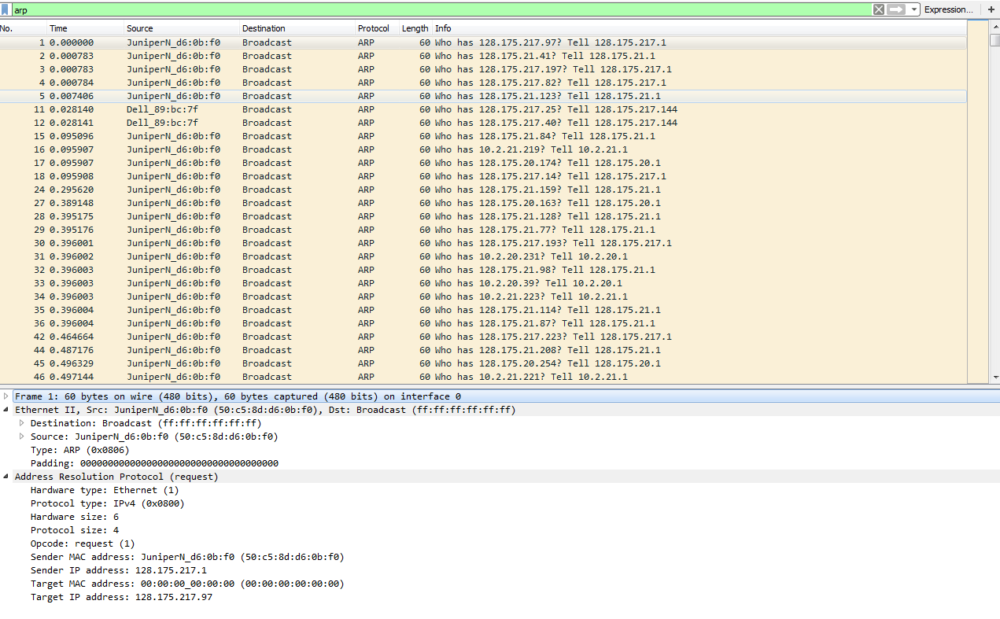 arp Expression... +
No. Time Source Destination Protocol Length Info
1 0.000000 JuniperN_d6:0b:f0 Broadcast ARP 60 Who has 128.175.217.97? Tell 128.175.217.1
2 0.000783 JuniperN_d6:0b:f0 Broadcast ARP 60 Who has 128.175.21.41? Tell 128.175.21.1
3 0.000783 JuniperN_d6:0b:f0 Broadcast ARP 60 Who has 128.175.217.197? Tell 128.175.217.1
4 0.000784 JuniperN_d6:0b:f0 Broadcast ARP 60 Who has 128.175.217.82? Tell 128.175.217.1
5 0.007406 JuniperN_d6:0b:f0 Broadcast ARP 60 Who has 128.175.21.123? Tell 128.175.21.1
11 0.028140 Dell_89:bc:7f Broadcast ARP 60 Who has 128.175.217.25? Tell 128.175.217.144
12 0.028141 Dell_89:bc:7f Broadcast ARP 60 Who has 128.175.217.40? Tell 128.175.217.144
15 0.095096 JuniperN_d6:0b:f0 Broadcast ARP 60 Who has 128.175.21.84? Tell 128.175.21.1
16 0.095907 JuniperN_d6:0b:f0 Broadcast ARP 60 Who has 10.2.21.219? Tell 10.2.21.1
17 0.095907 JuniperN_d6:0b:f0 Broadcast ARP 60 Who has 128.175.20.174? Tell 128.175.20.1
18 0.095908 JuniperN_d6:0b:f0 Broadcast ARP 60 Who has 128.175.217.14? Tell 128.175.217.1
24 0.295620 JuniperN_d6:0b:f0 Broadcast ARP 60 Who has 128.175.21.159? Tell 128.175.21.1
27 0.389148 JuniperN_d6:0b:f0 Broadcast ARP 60 Who has 128.175.20.163? Tell 128.175.20.1
28 0.395175 JuniperN_d6:0b:f0 Broadcast ARP 60 Who has 128.175.21.128? Tell 128.175.21.1
29 0.395176 JuniperN_d6:0b:f0 Broadcast ARP 60 Who has 128.175.21.77? Tell 128.175.21.1
30 0.396001 JuniperN_d6:0b:f0 Broadcast ARP 60 Who has 128.175.217.193? Tell 128.175.217.1
31 0.396002 JuniperN_d6:0b:f0 Broadcast ARP 60 Who has 10.2.20.231? Tell 10.2.20.1
32 0.396003 JuniperN_d6:0b:f0 Broadcast ARP 60 Who has 128.175.21.98? Tell 128.175.21.1
33 0.396003 JuniperN_d6:0b:f0 Broadcast ARP 60 Who has 10.2.20.39? Tell 10.2.20.1
34 0.396003 JuniperN_d6:0b:f0 Broadcast ARP 60 Who has 10.2.21.223? Tell 10.2.21.1
35 0.396004 JuniperN_d6:0b:f0 Broadcast ARP 60 Who has 128.175.21.114? Tell 128.175.21.1
36 0.396004 JuniperN_d6:0b:f0 Broadcast ARP 60 Who has 128.175.21.87? Tell 128.175.21.1
42 0.464664 JuniperN_d6:0b:f0 Broadcast ARP 60 Who has 128.175.217.223? Tell 128.175.217.1
44 0.487176 JuniperN_d6:0b:f0 Broadcast ARP 60 Who has 128.175.21.208? Tell 128.175.21.1
45 0.496329 JuniperN_d6:0b:f0 Broadcast ARP 60 Who has 128.175.20.254? Tell 128.175.20.1
46 0.497144 JuniperN_d6:0b:f0 Broadcast ARP 60 Who has 10.2.21.221? Tell 10.2.21.1
Frame 1: 60 bytes on wire (480 bits), 60 bytes captured (480 bits) on interface 0
Ethernet II, Src: JuniperN_d6:0b:f0 (50:c5:8d:d6:0b:f0), Dst: Broadcast (ff:ff:ff:ff:ff:ff)
Destination: Broadcast (ff:ff:ff:ff:ff:ff)
Source: JuniperN_d6:0b:f0 (50:c5:8d:d6:0b:f0)
Type: ARP (0x0806)
Padding: 000000000000000000000000000000000000
Address Resolution Protocol (request)
Hardware type: Ethernet (1)
Protocol type: IPv4 (0x0800)
Hardware size: 6
Protocol size: 4
Opcode: request (1)
Sender MAC address: JuniperN_d6:0b:f0 (50:c5:8d:d6:0b:f0)
Sender IP address: 128.175.217.1
Target MAC address: 00:00:00_00:00:00 (00:00:00:00:00:00)
Target IP address: 128.175.217.97